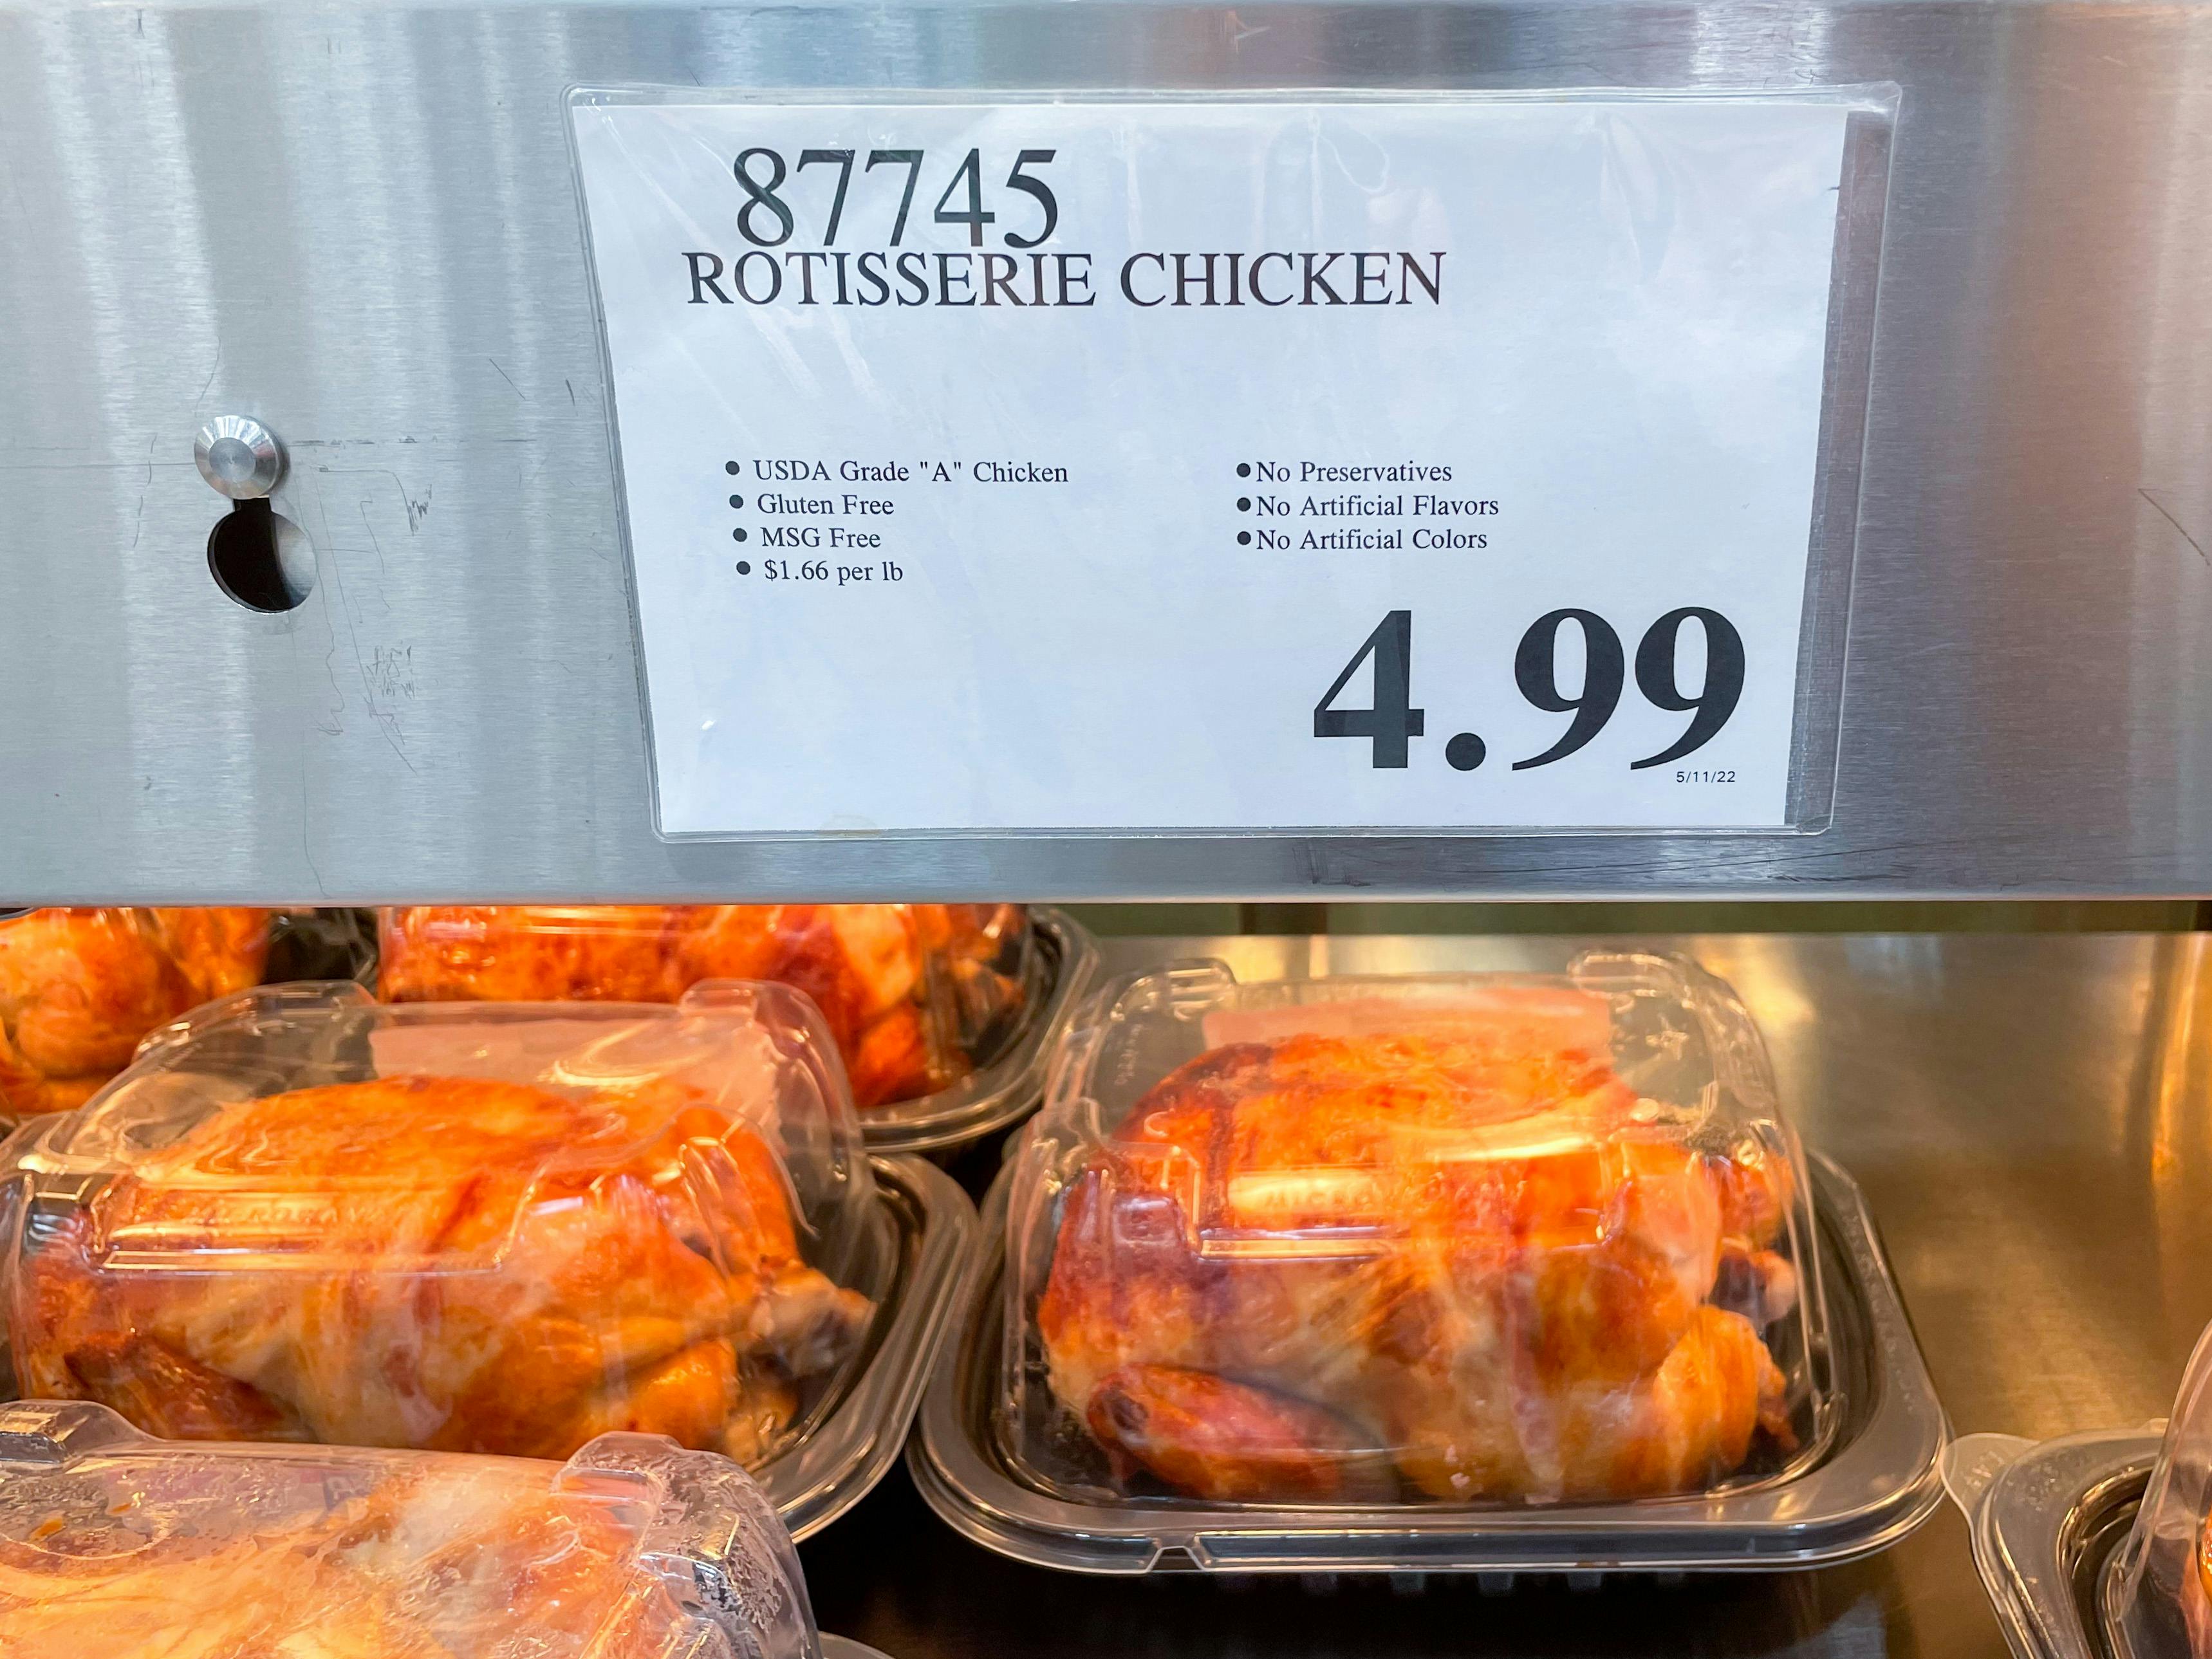 87745
ROTISSERIE CHICKEN
• USDA Grade "A" Chicken
• Gluten Free
• MSG Free
• $1.66 per lb
• No Preservatives
• No Artificial Flavors
• No Artificial Colors
4.99
5/11/22